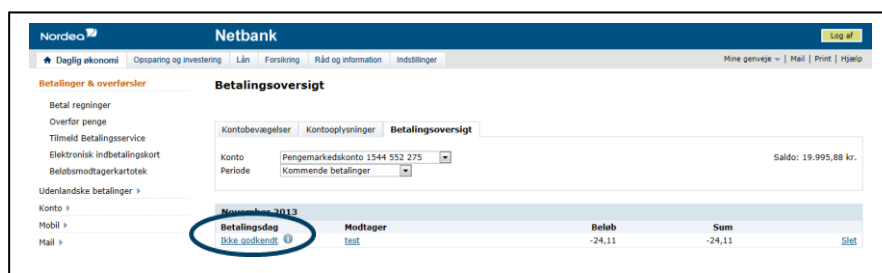 Nordea Netbank Log af
Daglig økonomi Opsparing og investering Lån Forsikring Råd og information Indstillinger Mine genveje | Mail | Print | Hjælp
Betalinger & overførsler
Betal regninger
Overfør penge
Tilmeld Betalingsservice
Elektronisk indbetalingskort
Beløbsmodtagerkartotek
Udenlandske betalinger
Konto
Mobil
Mail
Betalingsoversigt
Kontobevægelser Kontooplysninger Betalingsoversigt
Konto Pengemarkedskonto 1544 552 275 Saldo: 19.995,88 kr.
Periode Kommende betalinger
November 2013
Betalingsdag Modtager Beløb Sum
Ikke godkendt test -24,11 -24,11 Slet